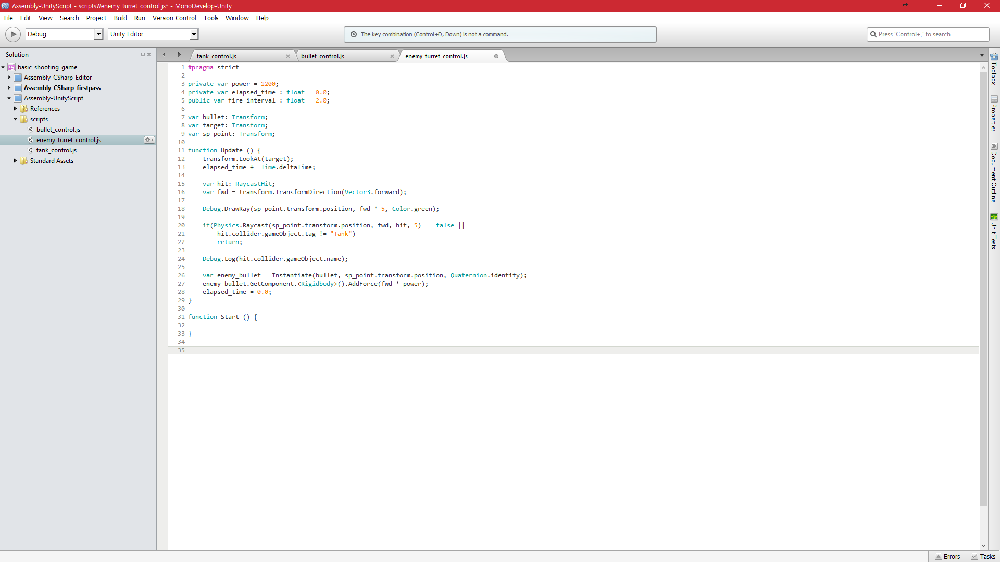 Assembly-UnityScript - scripts₩enemy_turret_control.js* - MonoDevelop-Unity
File Edit View Search Project Build Run Version Control Tools Window Help
Debug Unity Editor The key combination (Control+D, Down) is not a command. Press 'Control+,' to search
Solution
basic_shooting_game
Assembly-CSharp-Editor
Assembly-CSharp-firstpass
Assembly-UnityScript
References
scripts
bullet_control.js
enemy_turret_control.js
tank_control.js
Standard Assets
tank_control.js bullet_control.js enemy_turret_control.js
1 #pragma strict
2
3 private var power = 1200;
4 private var elapsed_time : float = 0.0;
5 public var fire_interval : float = 2.0;
6
7 var bullet: Transform;
8 var target: Transform;
9 var sp_point: Transform;
10
11 function Update () {
12 transform.LookAt(target);
13 elapsed_time += Time.deltaTime;
14
15 var hit: RaycastHit;
16 var fwd = transform.TransformDirection(Vector3.forward);
17
18 Debug.DrawRay(sp_point.transform.position, fwd * 5, Color.green);
19
20 if(Physics.Raycast(sp_point.transform.position, fwd, hit, 5) == false ||
21 hit.collider.gameObject.tag != "Tank")
22 return;
23
24 Debug.Log(hit.collider.gameObject.name);
25
26 var enemy_bullet = Instantiate(bullet, sp_point.transform.position, Quaternion.identity);
27 enemy_bullet.GetComponent.<Rigidbody>().AddForce(fwd * power);
28 elapsed_time = 0.0;
29 }
30
31 function Start () {
32
33 }
34
35
Toolbox
Properties
Document Outline
Unit Tests
Errors Tasks